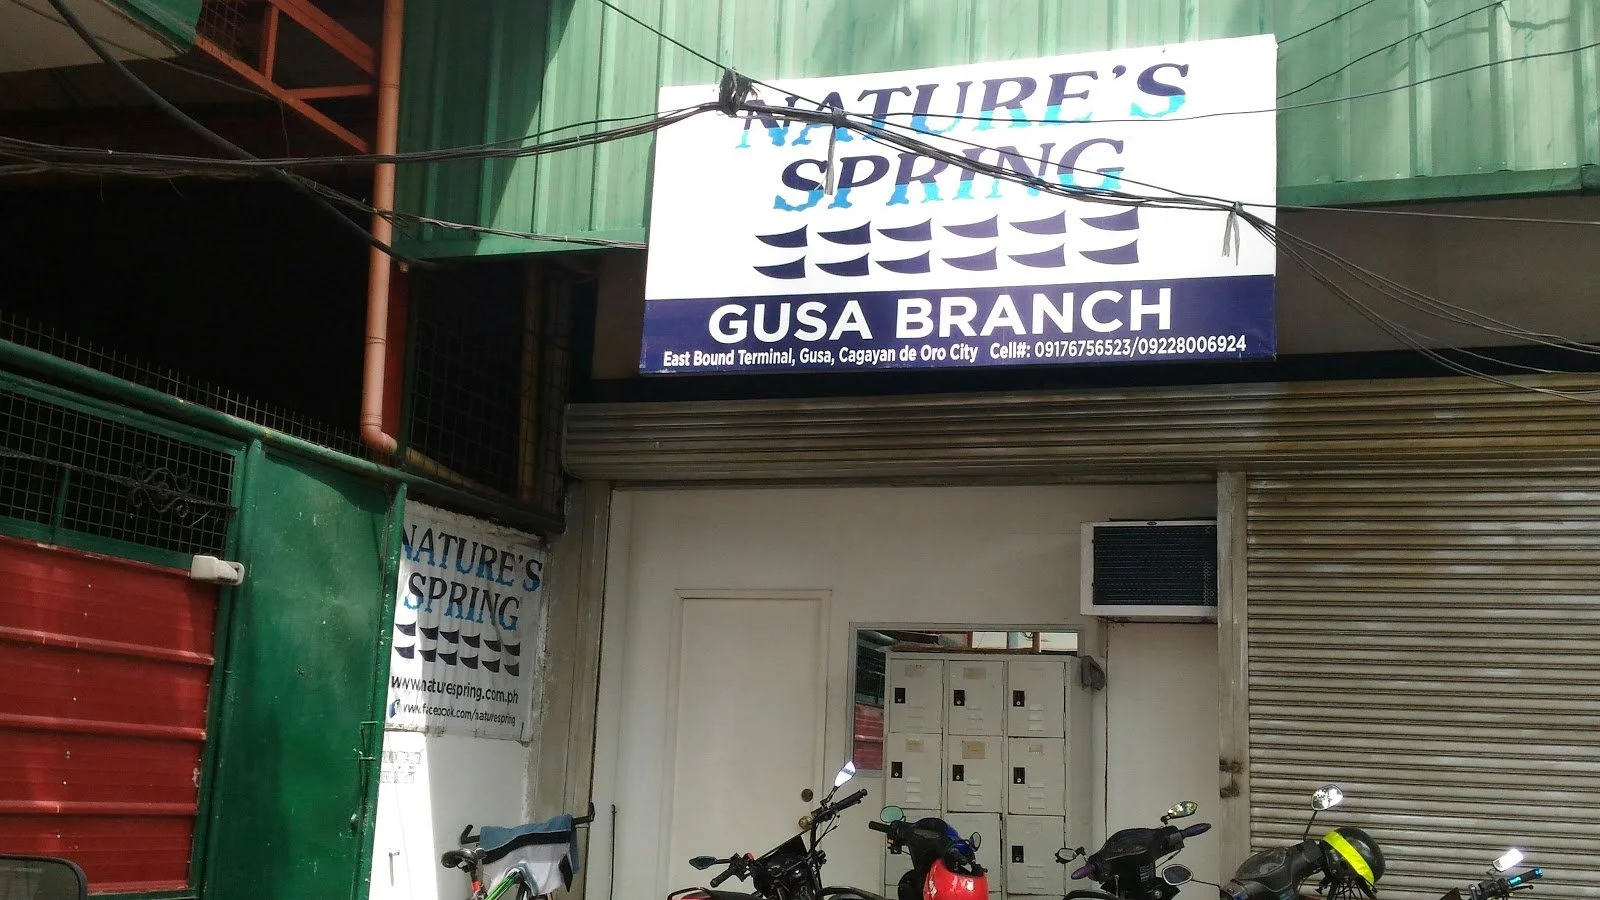 NATURE'S
SPRING
GUSA BRANCH
East Bound Terminal, Gusa, Cagayan de Oro City Cell#: 09176756523/09228006924
NATURE'S
SPRING
www.naturespring.com.ph
www.facebook.com/naturespring